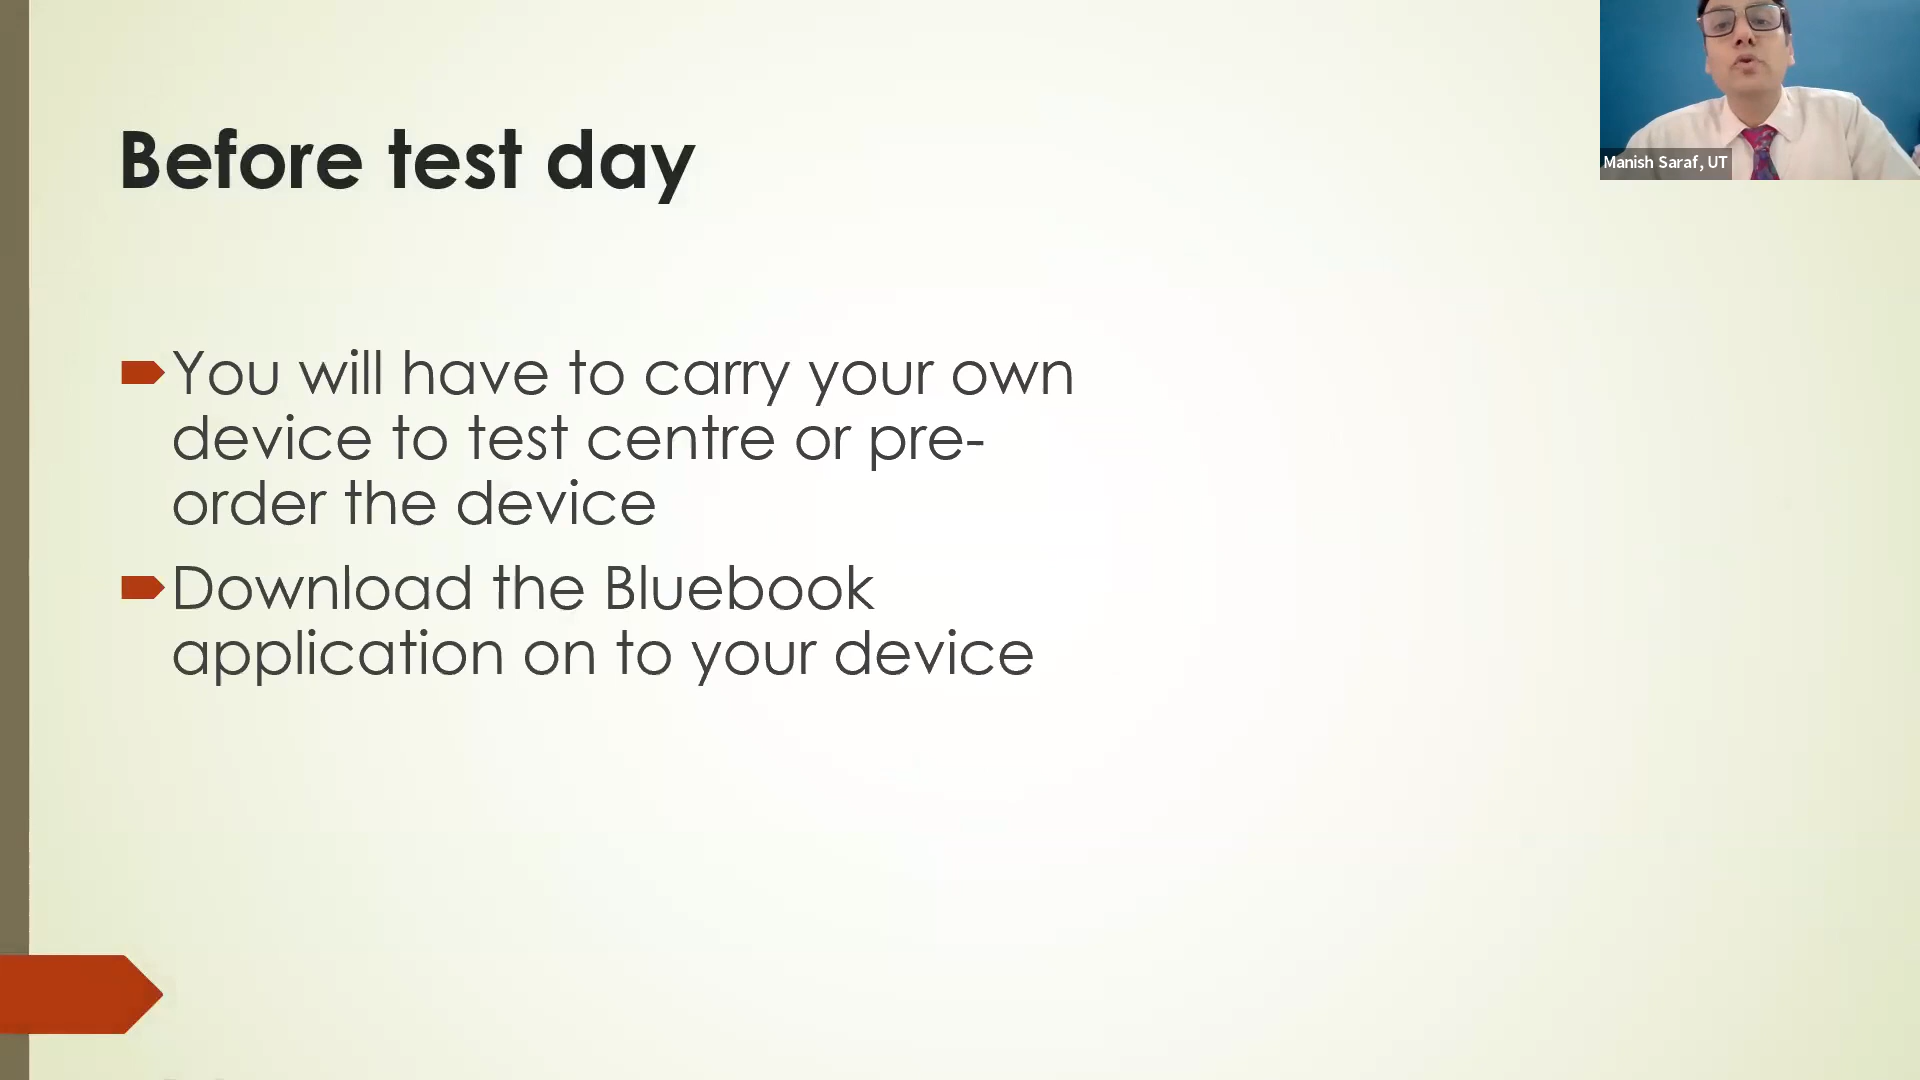 Before test day
Manish Saraf, UT
You will have to carry your own
device to test centre or pre-
order the device
Download the Bluebook
application on to your device